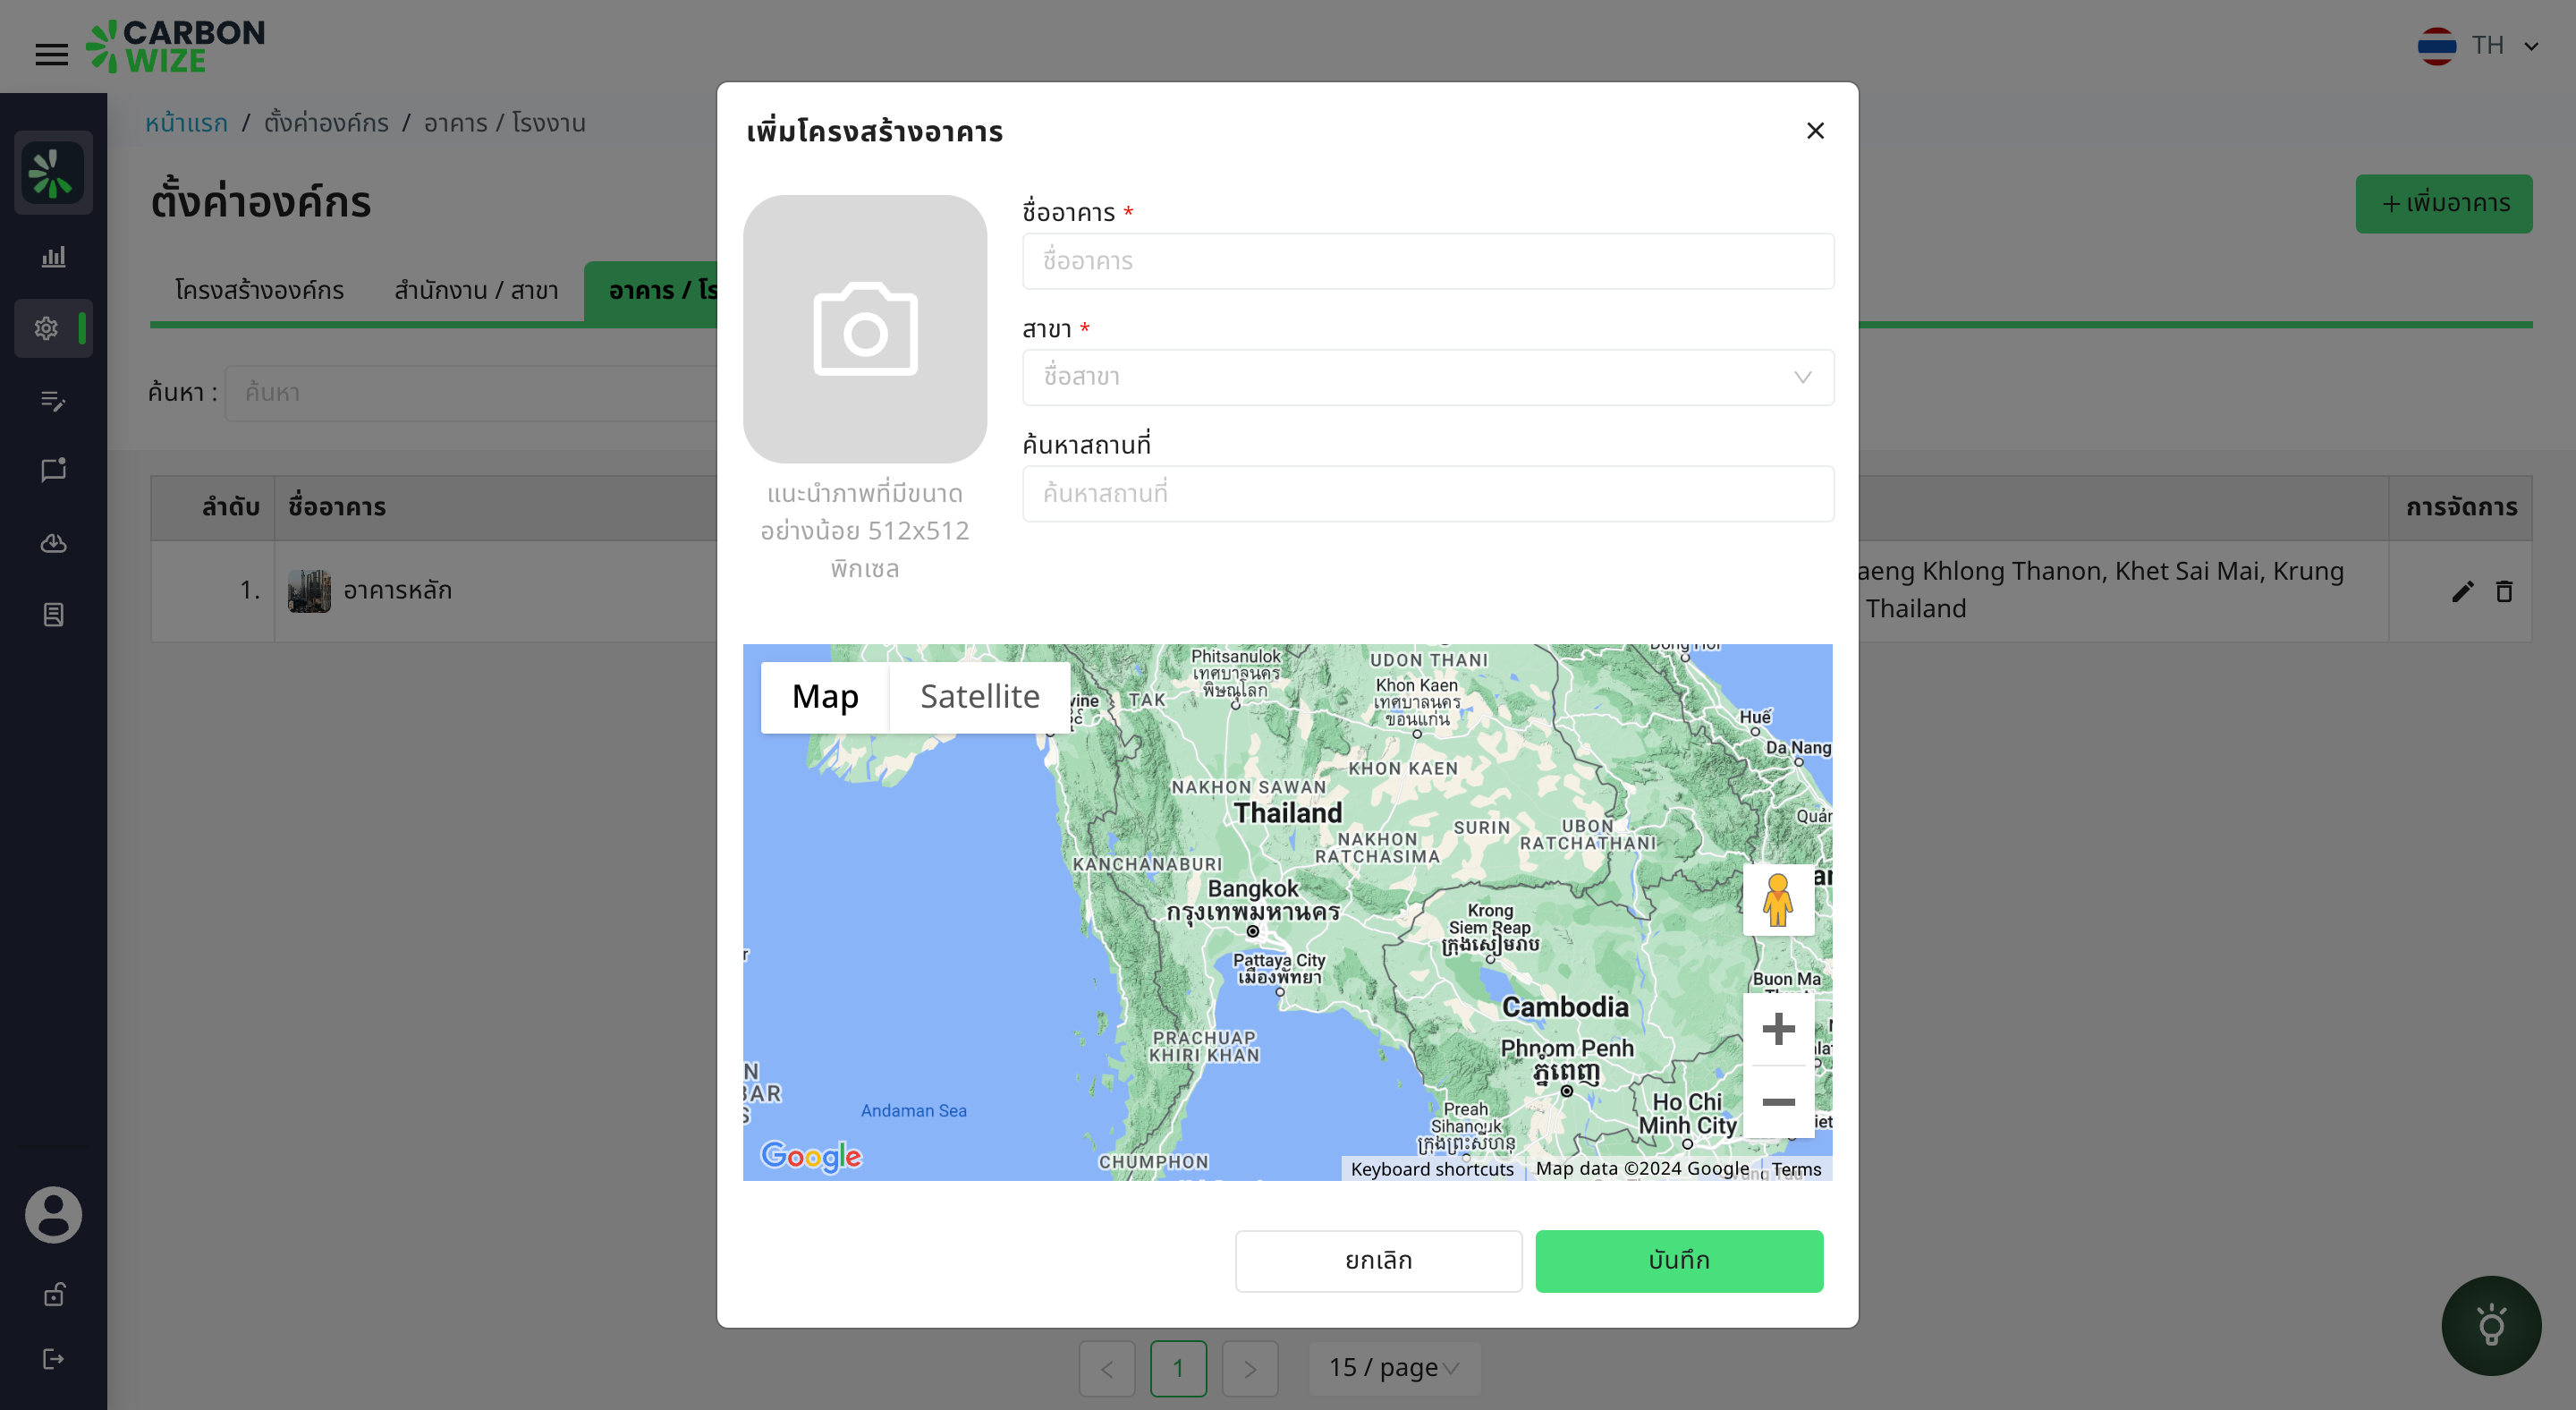 CARBON
WIZE
TH
หน้าแรก / ตั้งค่าองค์กร / อาคาร / โรงงาน
ตั้งค่าองค์กร
+ เพิ่มอาคาร
โครงสร้างองค์กร
สำนักงาน / สาขา
อาคาร / โร
ค้นหา :
ค้นหา
ลำดับ
ชื่ออาคาร
การจัดการ
1.
อาคารหลัก
aeng Khlong Thanon, Khet Sai Mai, Krung
Thailand
เพิ่มโครงสร้างอาคาร
แนะนำภาพที่มีขนาด
อย่างน้อย 512x512
พิกเซล
ชื่ออาคาร *
ชื่ออาคาร
สาขา *
ชื่อสาขา
ค้นหาสถานที่
ค้นหาสถานที่
Map
Satellite
Phitsanulok
เทศบาลนคร
พิษณุโลก
UDON THANI
TAK
Khon Kaen
เทศบาลนคร
ขอนแก่น
Huế
Da Nang
KHON KAEN
NAKHON SAWAN
Thailand
NAKHON
RATCHASIMA
SURIN
UBON
RATCHATHANI
KANCHANABURI
Bangkok
กรุงเทพมหานคร
Krong
Siem Reap
ក្រុងសៀមរាប
Pattaya City
เมืองพัทยา
Buon Ma
Cambodia
PRACHUAP
KHIRI KHAN
Phnom Penh
ភ្នំពេញ
Andaman Sea
Ho Chi
Minh City
Preah
Sihanouk
ក្រុងព្រះសីហនុ
CHUMPHON
Google
Keyboard shortcuts
Map data ©2024 Google
Terms
ยกเลิก
บันทึก
1
15 / page